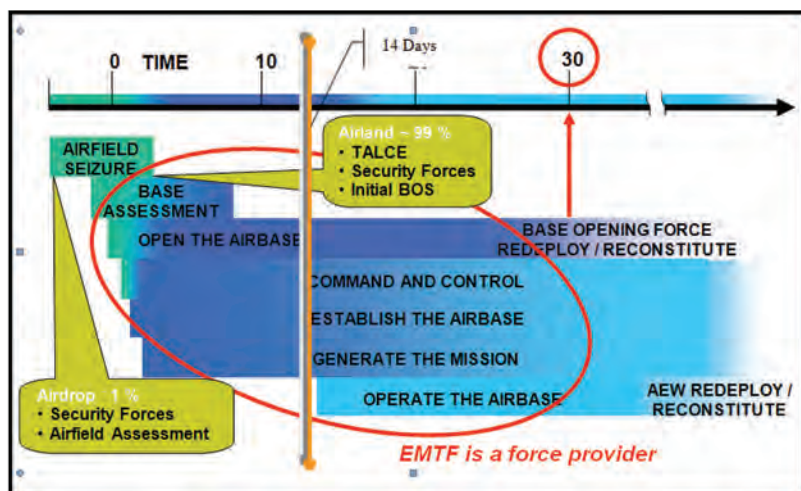 0 TIME 10 14 Days 30
AIRFIELD
SEIZURE
Airland ~ 99 %
• TALCE
• Security Forces
• Initial BOS
BASE
ASSESSMENT
OPEN THE AIRBASE
BASE OPENING FORCE
REDEPLOY / RECONSTITUTE
COMMAND AND CONTROL
ESTABLISH THE AIRBASE
GENERATE THE MISSION
OPERATE THE AIRBASE
AEW REDEPLOY /
RECONSTITUTE
Airdrop 1 %
• Security Forces
• Airfield Assessment
EMTF is a force provider